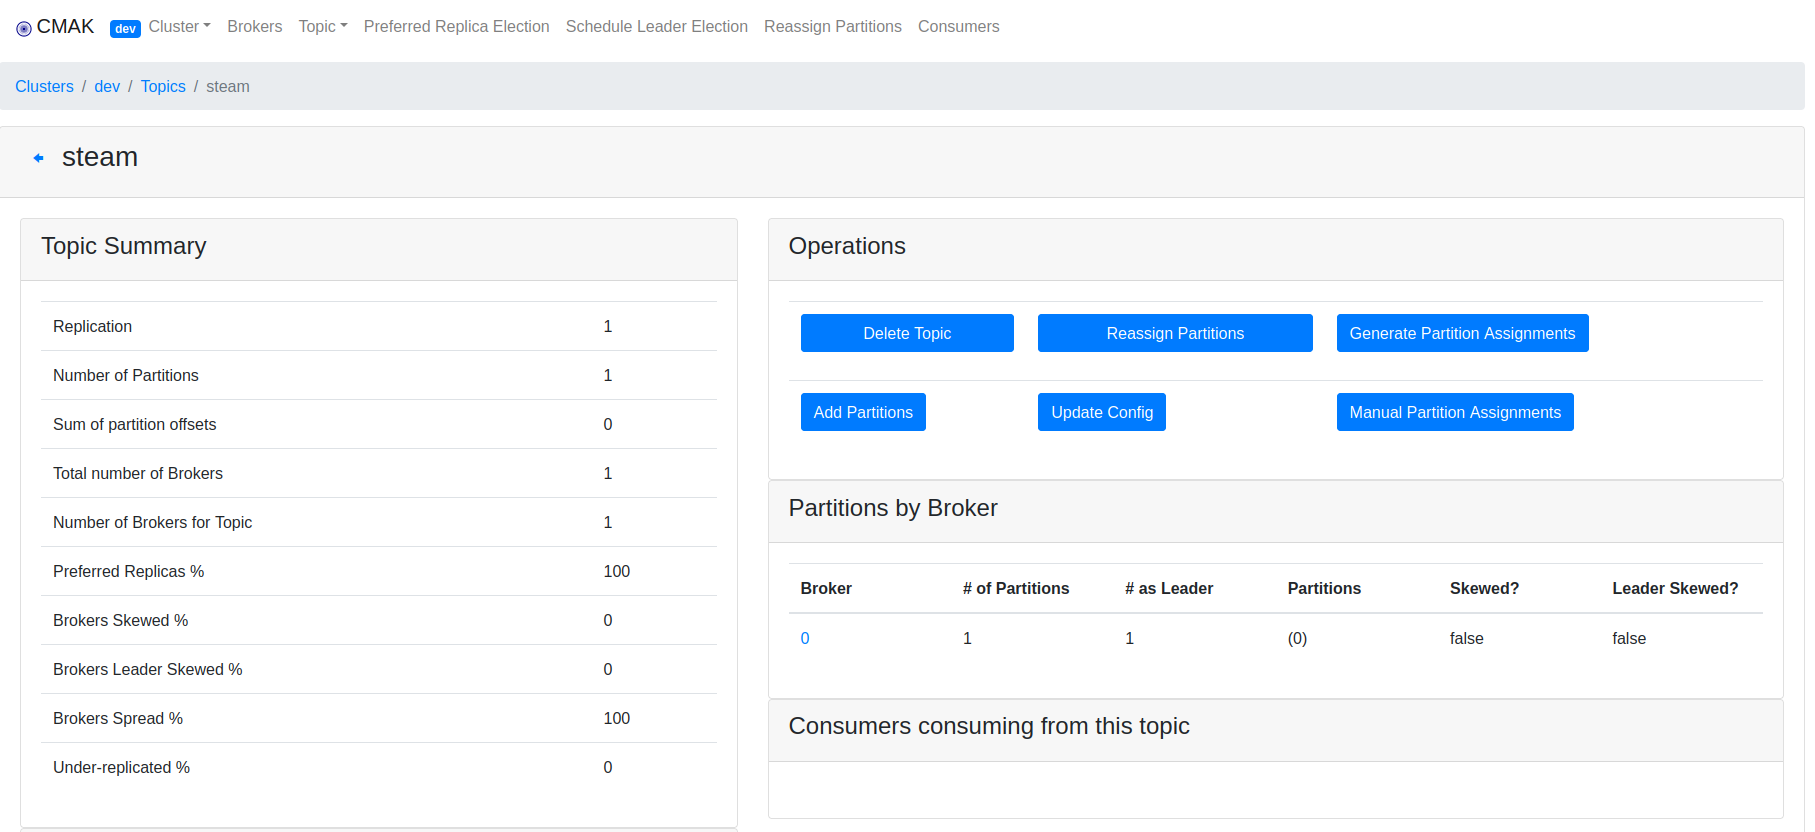 CMAK dev Cluster Brokers Topic Preferred Replica Election Schedule Leader Election Reassign Partitions Consumers
Clusters / dev / Topics / steam
steam
Topic Summary
Replication 1
Number of Partitions 1
Sum of partition offsets 0
Total number of Brokers 1
Number of Brokers for Topic 1
Preferred Replicas % 100
Brokers Skewed % 0
Brokers Leader Skewed % 0
Brokers Spread % 100
Under-replicated % 0
Operations
Delete Topic Reassign Partitions Generate Partition Assignments
Add Partitions Update Config Manual Partition Assignments
Partitions by Broker
Broker # of Partitions # as Leader Partitions Skewed? Leader Skewed?
0 1 1 (0) false false
Consumers consuming from this topic